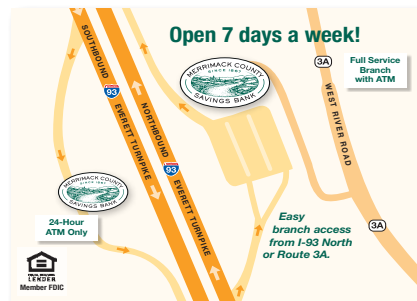 Open 7 days a week!
SOUTHBOUND
93
EVERETT TURNPIKE
NORTHBOUND
93
EVERETT TURNPIKE
MERRIMACK COUNTY
SINCE 1867
SAVINGS BANK
3A
Full Service
Branch
with ATM
WEST RIVER ROAD
3A
MERRIMACK COUNTY
SAVINGS BANK
24-Hour
ATM Only
Easy
branch access
from I-93 North
or Route 3A.
EQUAL HOUSING
LENDER
Member FDIC